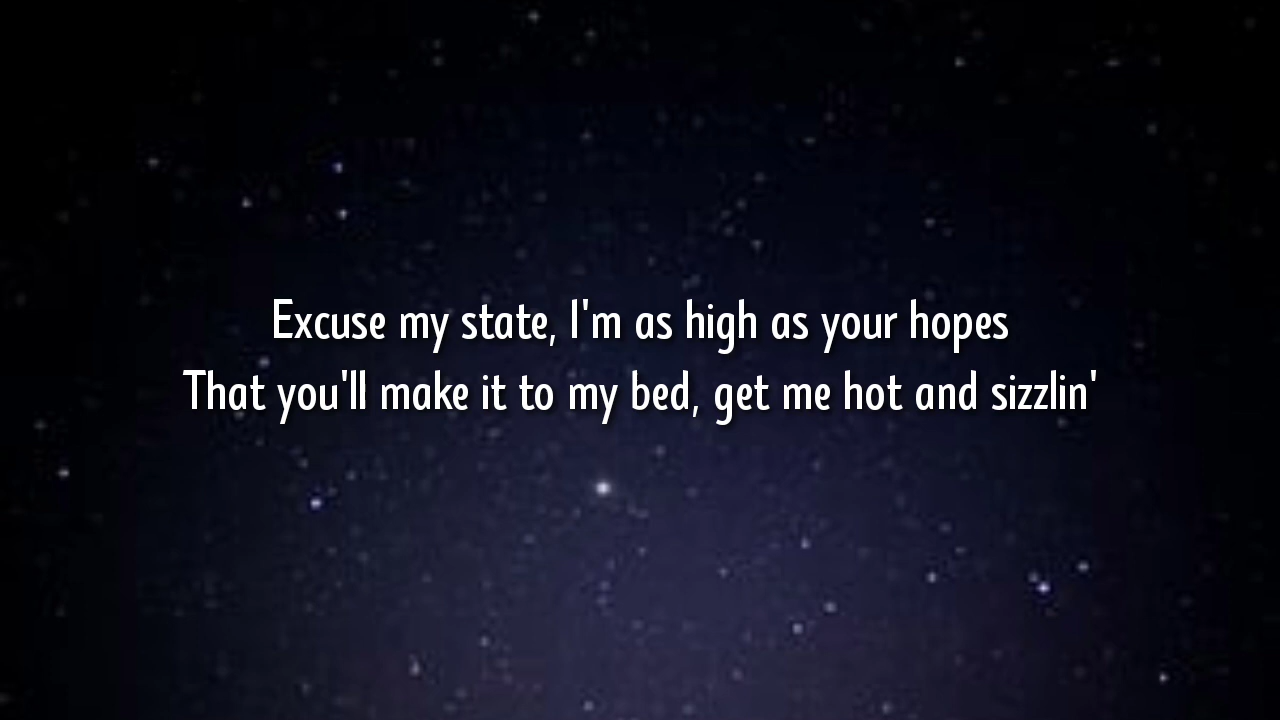 Excuse my state, I'm as high as your hopes
That you'll make it to my bed, get me hot and sizzlin'